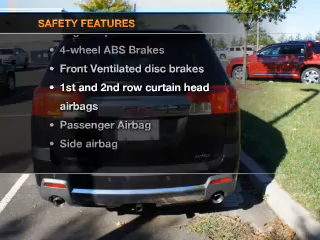 SAFETY FEATURES
• 4-wheel ABS Brakes
• Front Ventilated disc brakes
• 1st and 2nd row curtain head
airbags
• Passenger Airbag
• Side airbag